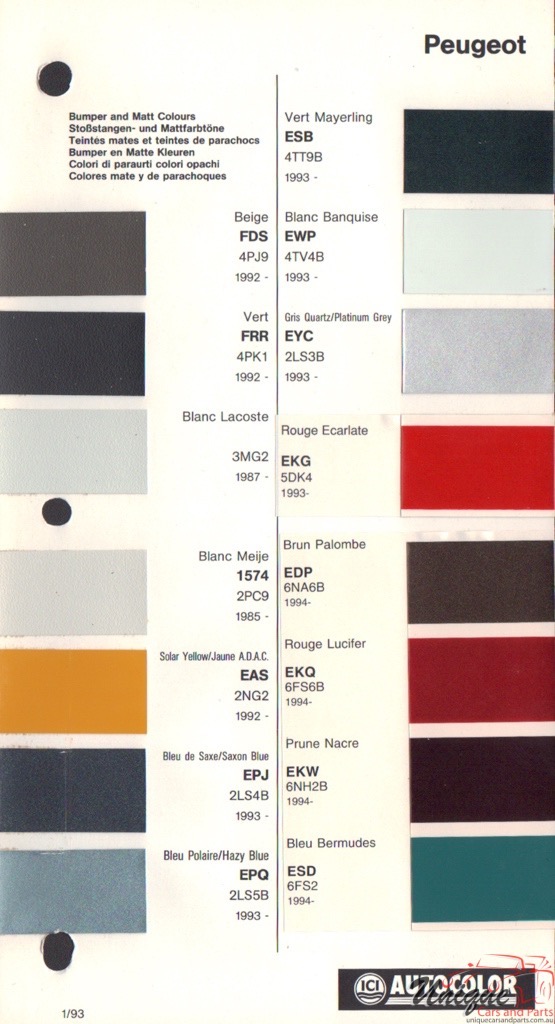 Peugeot
Bumper and Matt Colours
Stoßstangen- und Mattfarbtöne
Teintés mates et teintes de parachocs
Bumper en Matte Kleuren
Colori di paraurti colori opachi
Colores mate y de parachoques
Beige
FDS
4PJ9
1992 -
Vert
FRR
4PK1
1992 -
Blanc Lacoste
3MG2
1987 -
Blanc Meije
1574
2PC9
1985 -
Solar Yellow/Jaune A.D.A.C.
EAS
2NG2
1992 -
Bleu de Saxe/Saxon Blue
EPJ
2LS4B
1993 -
Bleu Polaire/Hazy Blue
EPQ
2LS5B
1993 -
Vert Mayerling
ESB
4TT9B
1993 -
Blanc Banquise
EWP
4TV4B
1993 -
Gris Quartz/Platinum Grey
EYC
2LS3B
1993 -
Rouge Ecarlate
EKG
5DK4
1993-
Brun Palombe
EDP
6NA6B
1994-
Rouge Lucifer
EKQ
6FS6B
1994-
Prune Nacre
EKW
6NH2B
1994-
Bleu Bermudes
ESD
6FS2
1994-
ICI AUTOCOLOR
Unique
Cars and Parts
uniquecarsandparts.com.au
1/93